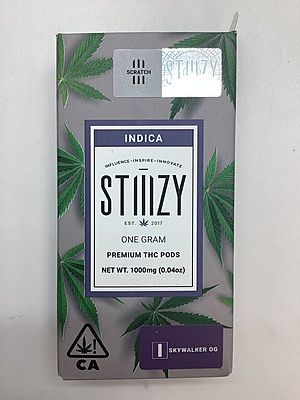 SCRATCH
STIIIZY
INDICA
INFLUENCE • INSPIRE • INNOVATE
STIIIZY
EST. 2017
ONE GRAM
PREMIUM THC PODS
NET WT. 1000mg (0.04oz)
I SKYWALKER OG
CA